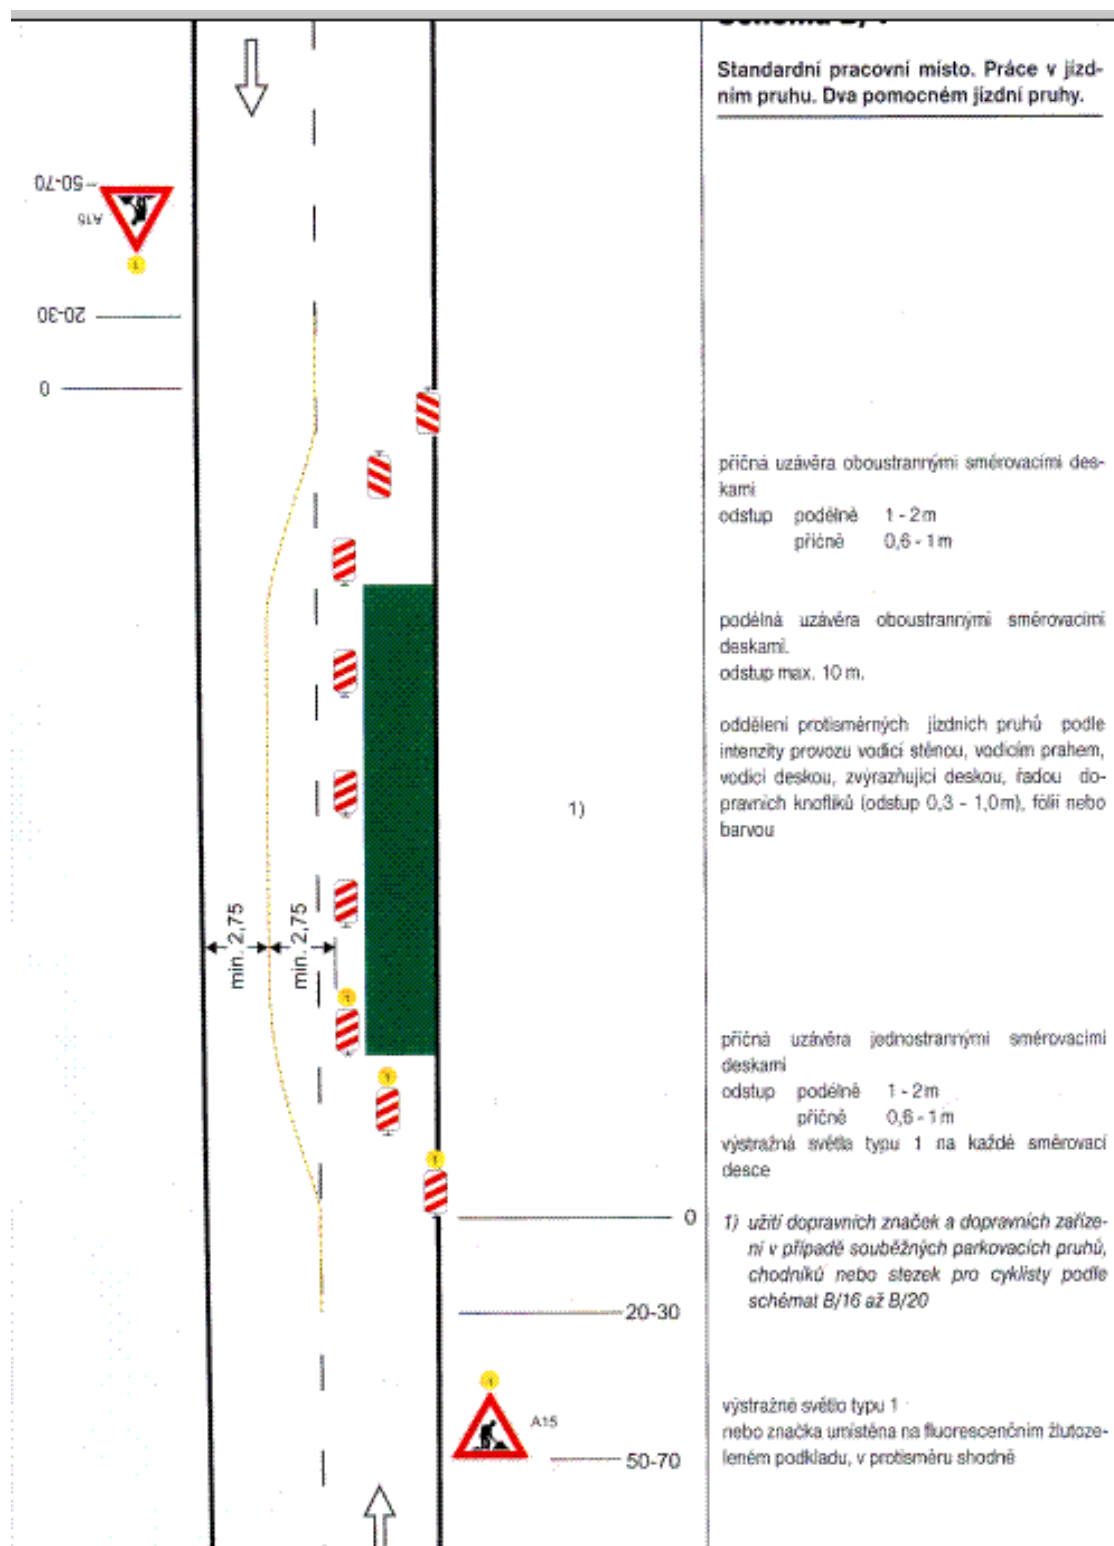 Standardní pracovní místo. Práce v jízd-
ním pruhu. Dva pomocném jízdní pruhy.
50-70
A15
1
20-30
0
příčná uzávěra oboustrannými směrovacími des-
kami
odstup podélně 1 - 2 m
příčně 0,6 - 1 m
podélná uzávěra oboustrannými směrovacími
deskami.
odstup max. 10 m.
oddělení protisměrných jízdních pruhů podle
intenzity provozu vodicí stěnou, vodicím prahem,
vodicí deskou, zvýrazňující deskou, řadou do-
pravních knoflíků (odstup 0,3 - 1,0 m), fólií nebo
barvou
1)
min. 2,75
min. 2,75
1
příčná uzávěra jednostrannými směrovacími
deskami
odstup podélně 1 - 2 m
příčně 0,6 - 1 m
výstražná světla typu 1 na každé směrovací
desce
1
1
0
1) užití dopravních značek a dopravních zaříze-
ní v případě souběžných parkovacích pruhů,
chodníků nebo stezek pro cyklisty podle
schémat B/16 až B/20
20-30
1
A15
50-70
výstražné světlo typu 1
nebo značka umístěna na fluorescenčním žlutoze-
leném podkladu, v protisměru shodně